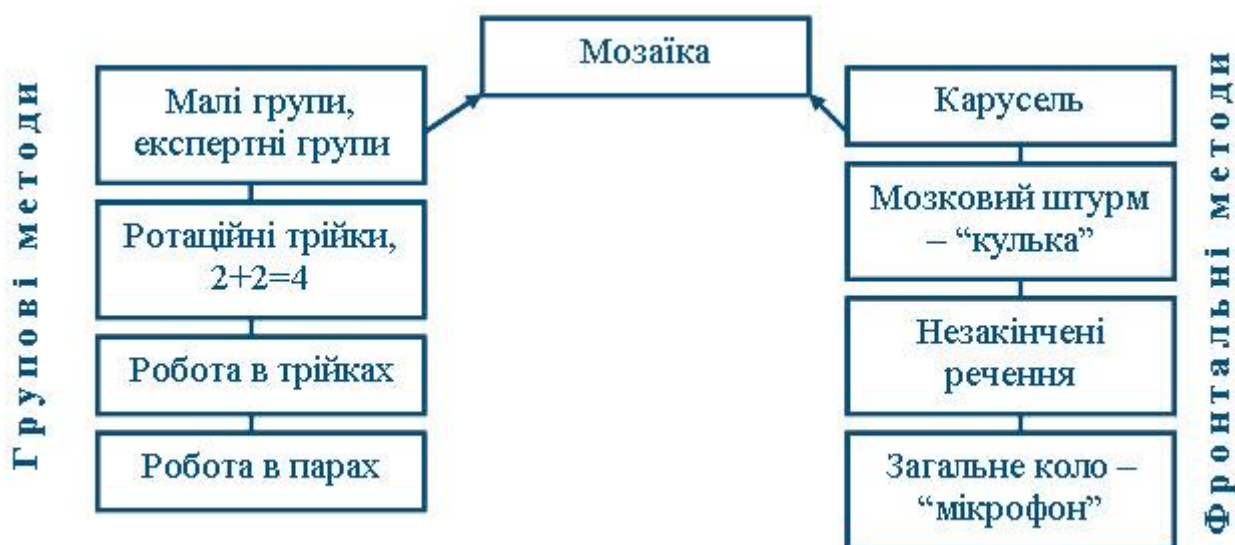 Мозаїка
Групові методи
Малі групи,
експертні групи
Ротаційні трійки,
2+2=4
Робота в трійках
Робота в парах
Карусель
Мозковий штурм
– “кулька”
Незакінчені
речення
Загальне коло –
“мікрофон”
Фронтальні методи